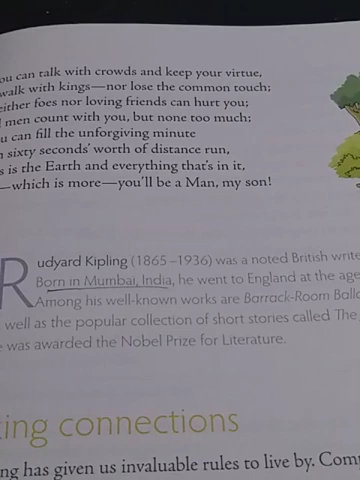 ou can talk with crowds and keep your virtue,
walk with kings—nor lose the common touch;
either foes nor loving friends can hurt you;
men count with you, but none too much;
u can fill the unforgiving minute
sixty seconds' worth of distance run,
s is the Earth and everything that's in it,
—which is more—you'll be a Man, my son!
Rudyard Kipling (1865–1936) was a noted British write
Born in Mumbai, India, he went to England at the age
Among his well-known works are Barrack-Room Balla
well as the popular collection of short stories called The
e was awarded the Nobel Prize for Literature.
king connections
ng has given us invaluable rules to live by. Com